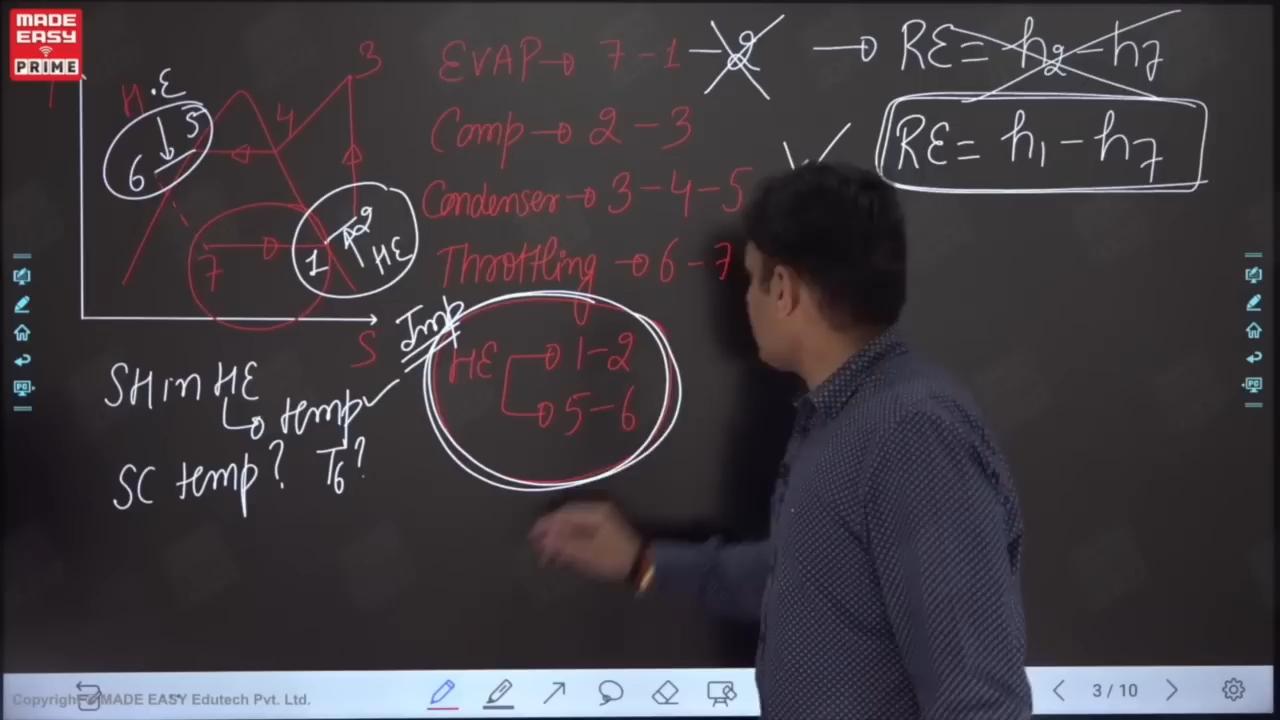 MADE
EASY
PRIME
EVAP → 7 - 1 - 2 → RE = h2 - h7
Comp → 2 - 3
RE = h1 - h7
Condenser → 3 - 4 - 5
Throttling → 6 - 7
Imp
HE → 1 - 2
→ 5 - 6
H.E
3
4
5
6
7
1
2
HE
S
SH in HE
→ temp ✓
SC temp? T6?
Copyright © MADE EASY Edutech Pvt. Ltd.
3 / 10